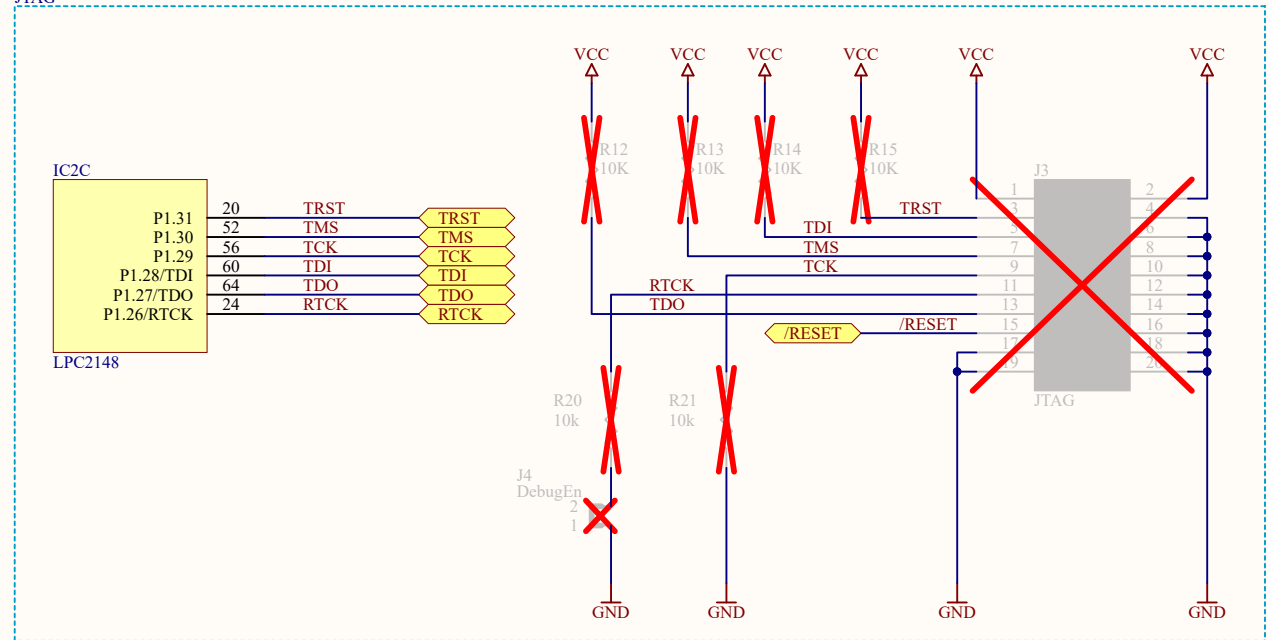 JTAG
VCC
VCC
VCC
VCC
VCC
VCC
R12
10K
R13
10K
R14
10K
R15
10K
J3
IC2C
P1.31 20 TRST TRST
P1.30 52 TMS TMS
P1.29 56 TCK TCK
P1.28/TDI 60 TDI TDI
P1.27/TDO 64 TDO TDO
P1.26/RTCK 24 RTCK RTCK
LPC2148
1 2
TRST 3 4
TDI 5 6
TMS 7 8
TCK 9 10
RTCK 11 12
TDO 13 14
/RESET /RESET 15 16
17 18
19 20
JTAG
R20
10k
R21
10k
J4
DebugEn
2
1
GND
GND
GND
GND